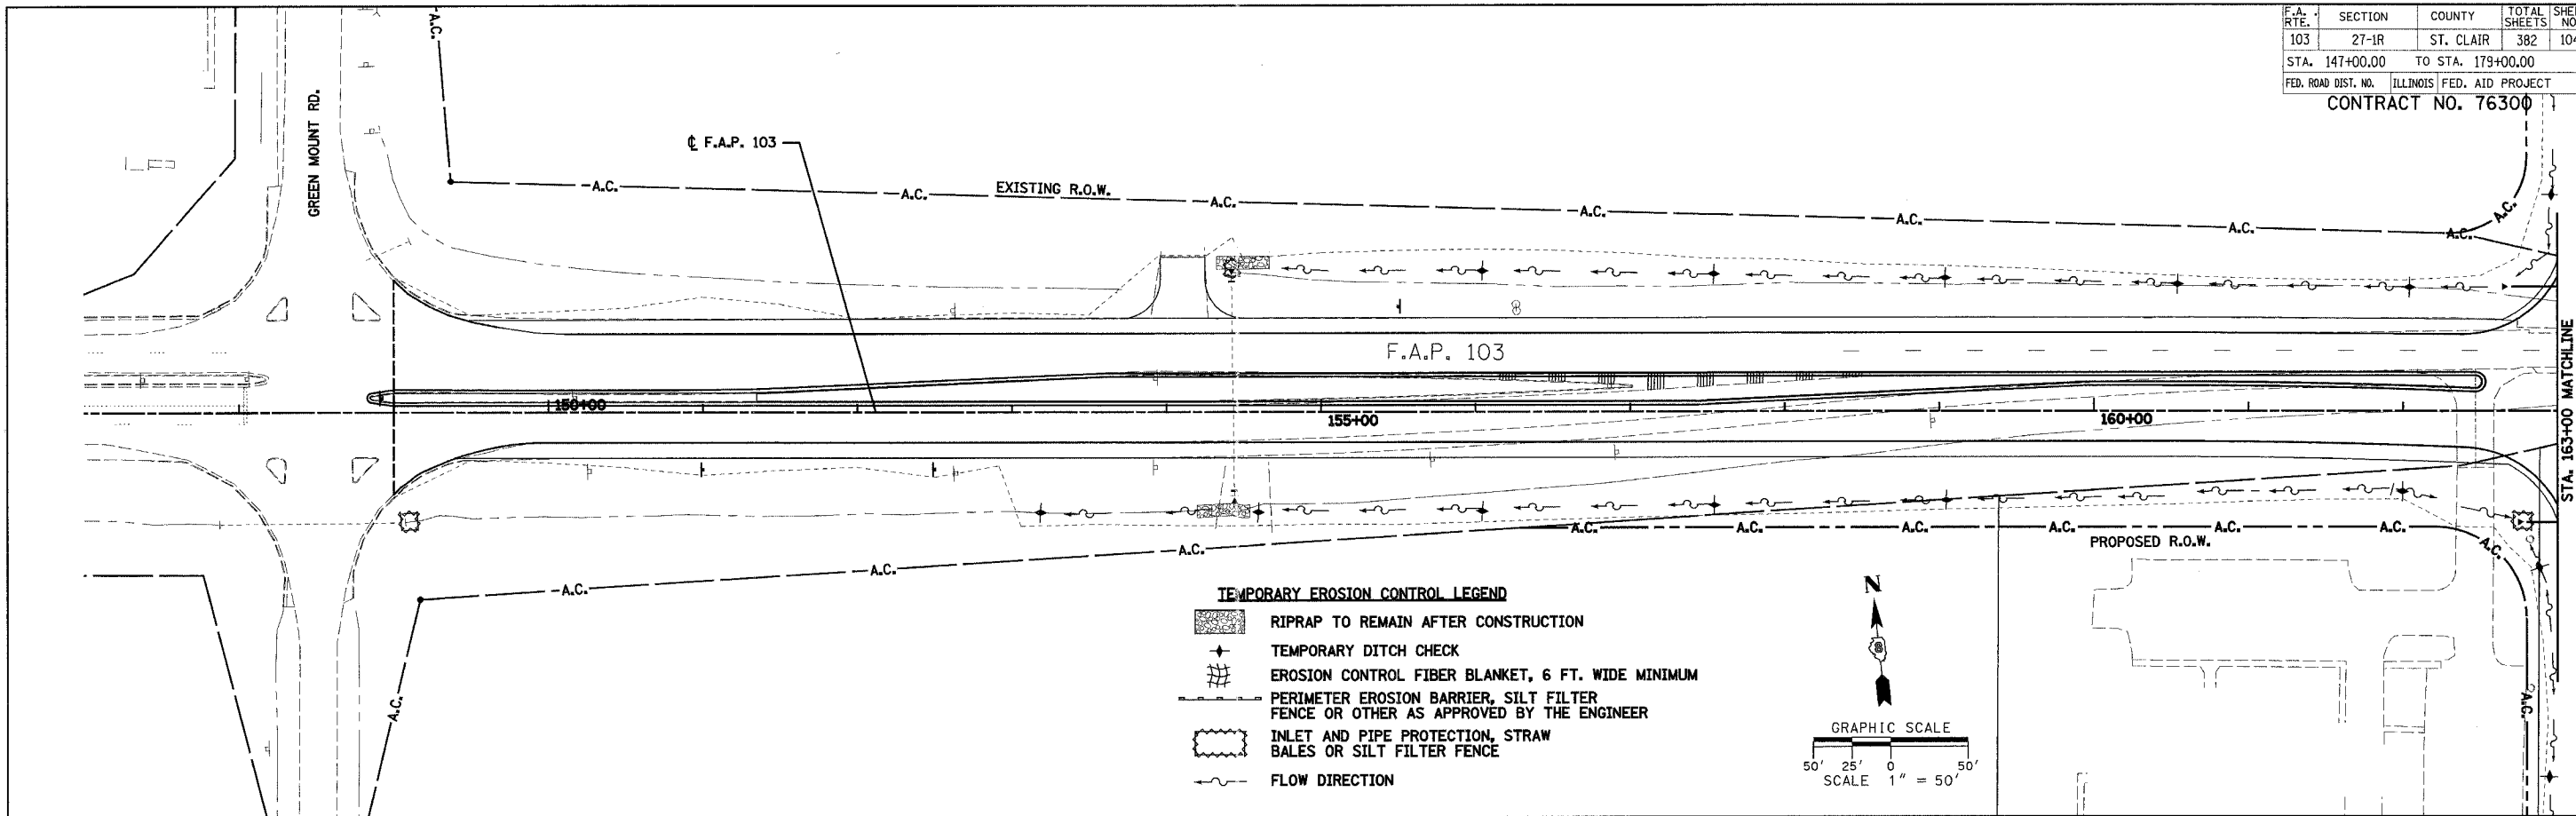 F.A. RTE. SECTION COUNTY TOTAL SHEETS
103 27-1R ST. CLAIR 382
STA. 147+00.00 TO STA. 179+00.00
FED. ROAD DIST. NO. ILLINOIS FED. AID PROJECT
CONTRACT NO. 76300
A.C.
GREEN MOUNT RD.
℄ F.A.P. 103
A.C. A.C. EXISTING R.O.W. A.C. A.C. A.C. A.C. A.C. A.C.
F.A.P. 103
150+00
155+00
160+00
STA. 163+00 MATCHLINE
A.C. A.C. A.C. A.C. A.C. A.C. A.C. A.C. A.C. A.C.
PROPOSED R.O.W.
A.C.
A.C.
TEMPORARY EROSION CONTROL LEGEND
RIPRAP TO REMAIN AFTER CONSTRUCTION
TEMPORARY DITCH CHECK
EROSION CONTROL FIBER BLANKET, 6 FT. WIDE MINIMUM
PERIMETER EROSION BARRIER, SILT FILTER
FENCE OR OTHER AS APPROVED BY THE ENGINEER
INLET AND PIPE PROTECTION, STRAW
BALES OR SILT FILTER FENCE
FLOW DIRECTION
N
GRAPHIC SCALE
50' 25' 0 50'
SCALE 1" = 50'